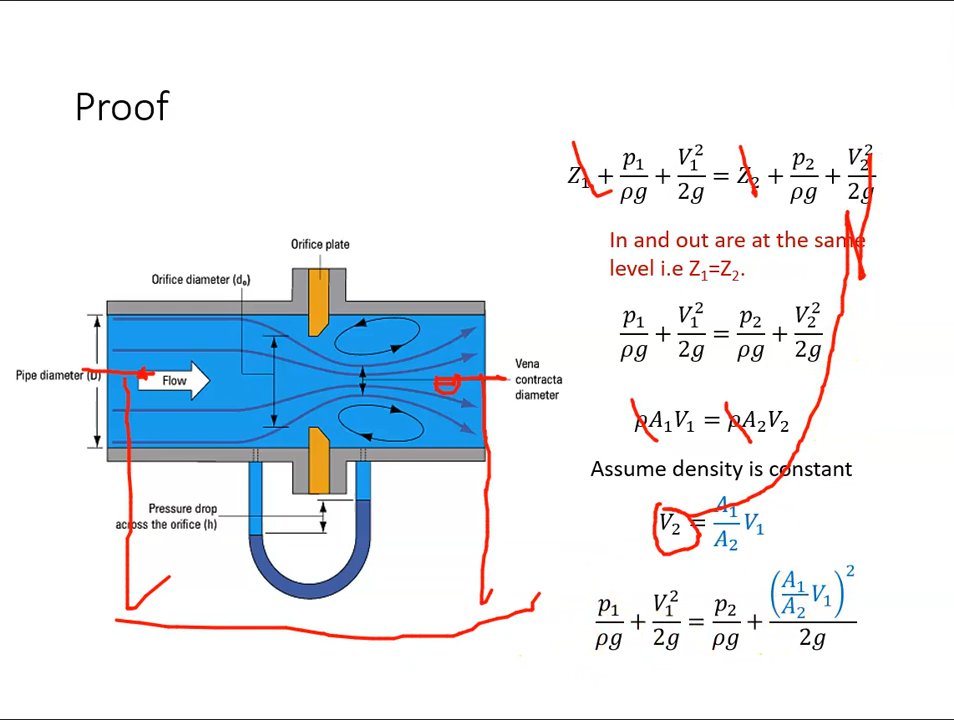 Proof
Z₁ + p₁/ρg + V₁²/2g = Z₂ + p₂/ρg + V₂²/2g
In and out are at the same
level i.e Z₁=Z₂.
p₁/ρg + V₁²/2g = p₂/ρg + V₂²/2g
ρA₁V₁ = ρA₂V₂
Assume density is constant
V₂ = A₁/A₂ V₁
p₁/ρg + V₁²/2g = p₂/ρg + (A₁/A₂ V₁)²/2g
Orifice plate
Orifice diameter (dₒ)
Pipe diameter (D)
Flow
Vena
contracta
diameter
Pressure drop
across the orifice (h)